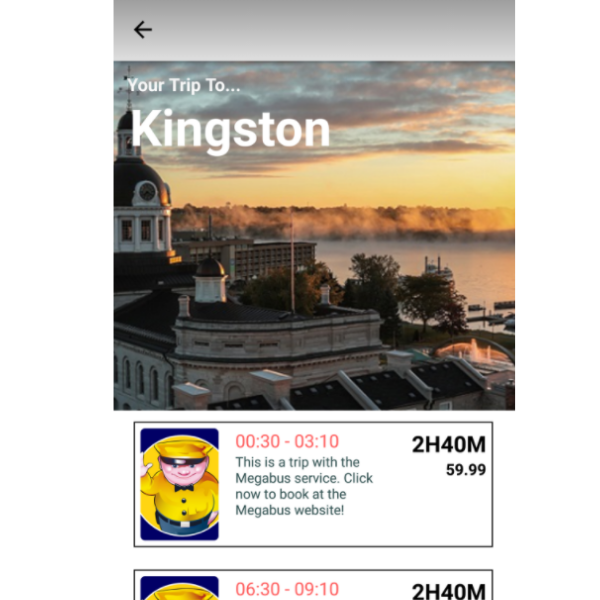 Your Trip To...
Kingston
00:30 - 03:10
2H40M
This is a trip with the
59.99
Megabus service. Click
now to book at the
Megabus website!
06:30 - 09:10
2H40M